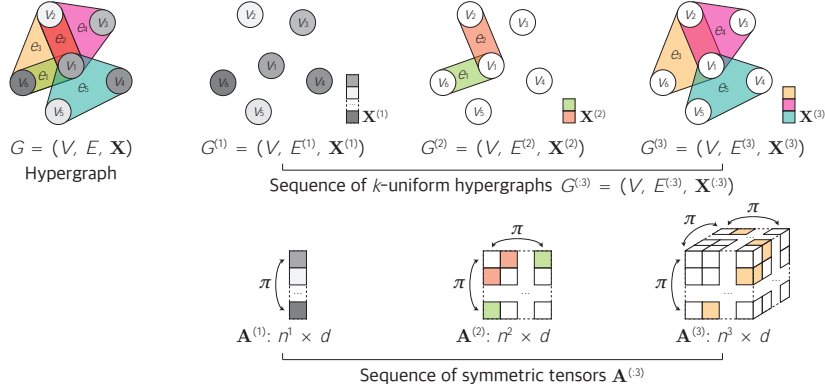 V₂ V₃ e₃ e₂ e₄ V₁ e₁ V₆ e₅ V₄ V₅
V₂ V₃ V₁ V₆ V₄ V₅ ... X⁽¹⁾
V₂ V₃ e₂ V₁ e₁ V₆ V₄ V₅ X⁽²⁾
V₂ V₃ e₄ e₃ V₁ V₆ e₅ V₄ V₅ X⁽³⁾
G = (V, E, X)
Hypergraph
G⁽¹⁾ = (V, E⁽¹⁾, X⁽¹⁾)
G⁽²⁾ = (V, E⁽²⁾, X⁽²⁾)
G⁽³⁾ = (V, E⁽³⁾, X⁽³⁾)
Sequence of k-uniform hypergraphs G⁽:³⁾ = (V, E⁽:³⁾, X⁽:³⁾)
π ...
π π ... ...
π π π ... ...
A⁽¹⁾: n¹ × d
A⁽²⁾: n² × d
A⁽³⁾: n³ × d
Sequence of symmetric tensors A⁽:³⁾